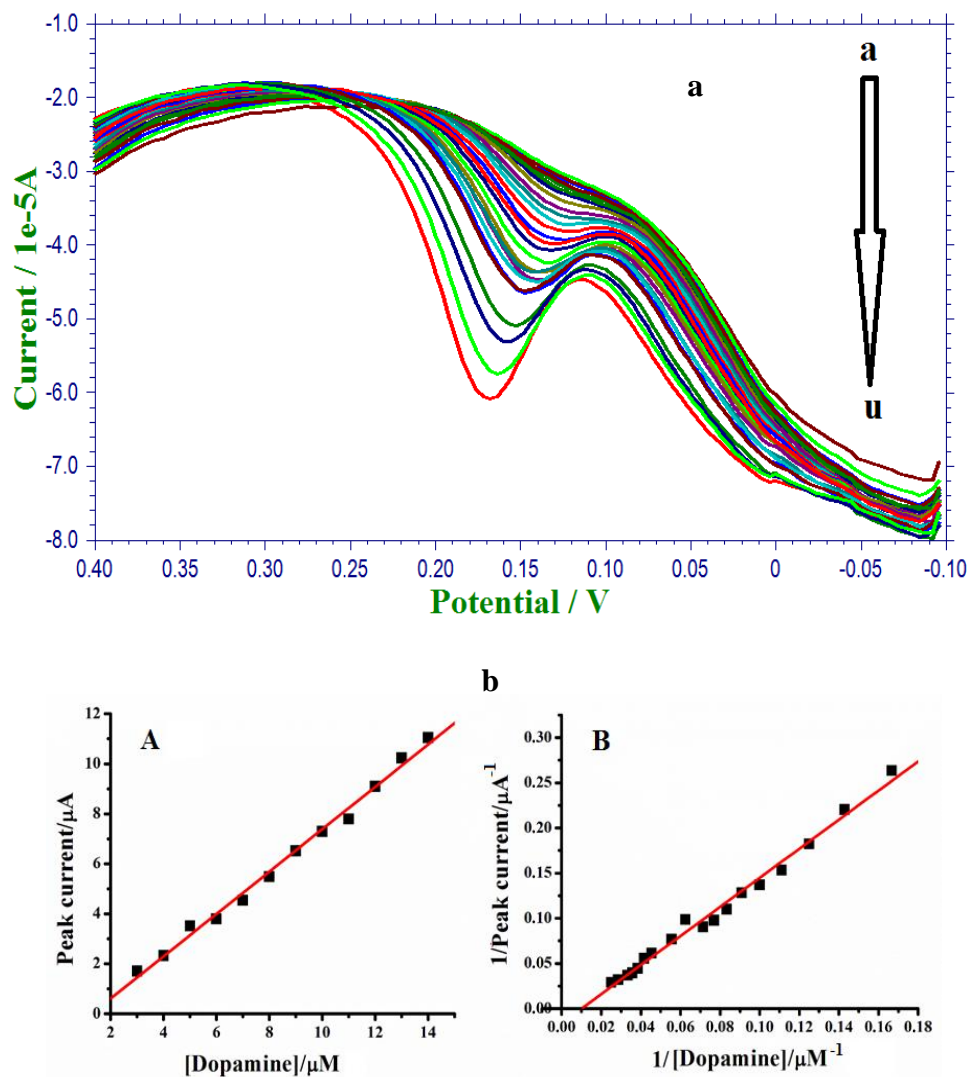 -1.0
-2.0
-3.0
-4.0
-5.0
-6.0
-7.0
-8.0
Current / 1e-5A
a
a
u
0.40 0.35 0.30 0.25 0.20 0.15 0.10 0.05 0 -0.05 -0.10
Potential / V
b
A
12
10
8
6
4
2
0
Peak current/μA
2 4 6 8 10 12 14
[Dopamine]/μM
B
0.30
0.25
0.20
0.15
0.10
0.05
0.00
1/Peak current/μA⁻¹
0.00 0.02 0.04 0.06 0.08 0.10 0.12 0.14 0.16 0.18
1/[Dopamine]/μM⁻¹